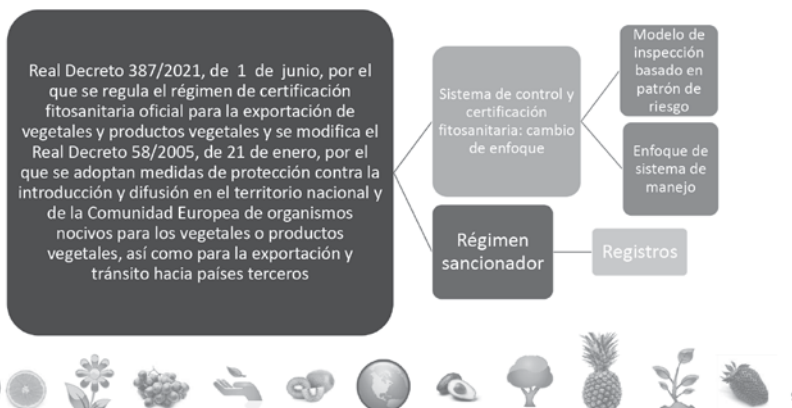 Real Decreto 387/2021, de 1 de junio, por el
que se regula el régimen de certificación
fitosanitaria oficial para la exportación de
vegetales y productos vegetales y se modifica el
Real Decreto 58/2005, de 21 de enero, por el
que se adoptan medidas de protección contra la
introducción y difusión en el territorio nacional y
de la Comunidad Europea de organismos
nocivos para los vegetales o productos
vegetales, así como para la exportación y
tránsito hacia países terceros
Sistema de control y
certificación
fitosanitaria: cambio
de enfoque
Modelo de
inspección
basado en
patrón de
riesgo
Enfoque de
sistema de
manejo
Régimen
sancionador
Registros